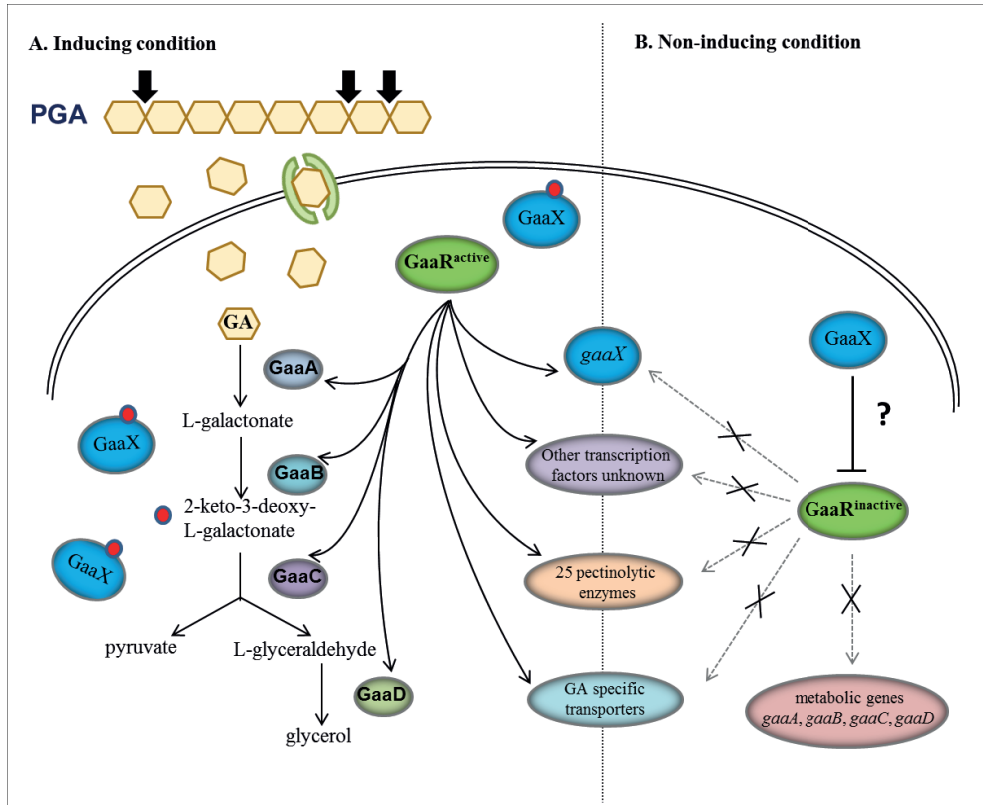 A. Inducing condition
B. Non-inducing condition
PGA
GaaX
GaaR^active
GA
GaaA
L-galactonate
GaaX
GaaB
2-keto-3-deoxy-
L-galactonate
GaaX
GaaC
pyruvate
L-glyceraldehyde
GaaD
glycerol
gaaX
Other transcription
factors unknown
25 pectinolytic
enzymes
GA specific
transporters
GaaX
?
GaaR^inactive
metabolic genes
gaaA, gaaB, gaaC, gaaD